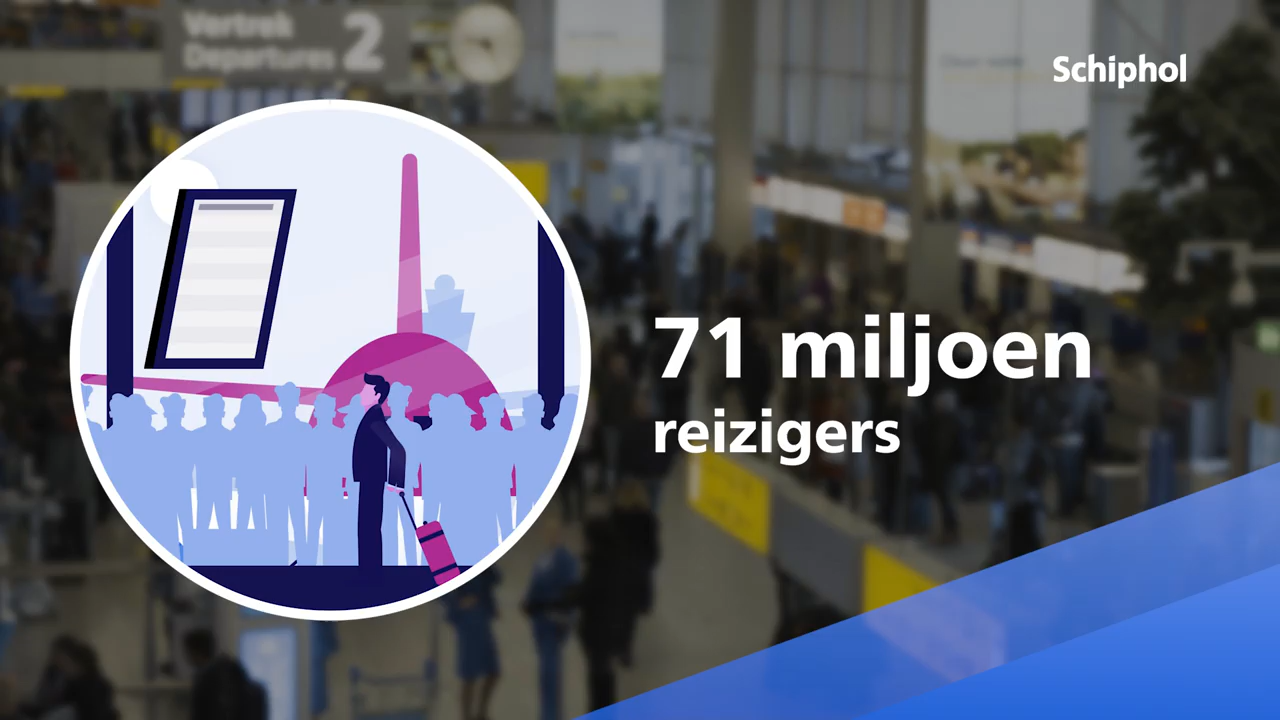 Vertrek
Departures 2
Schiphol
71 miljoen
reizigers